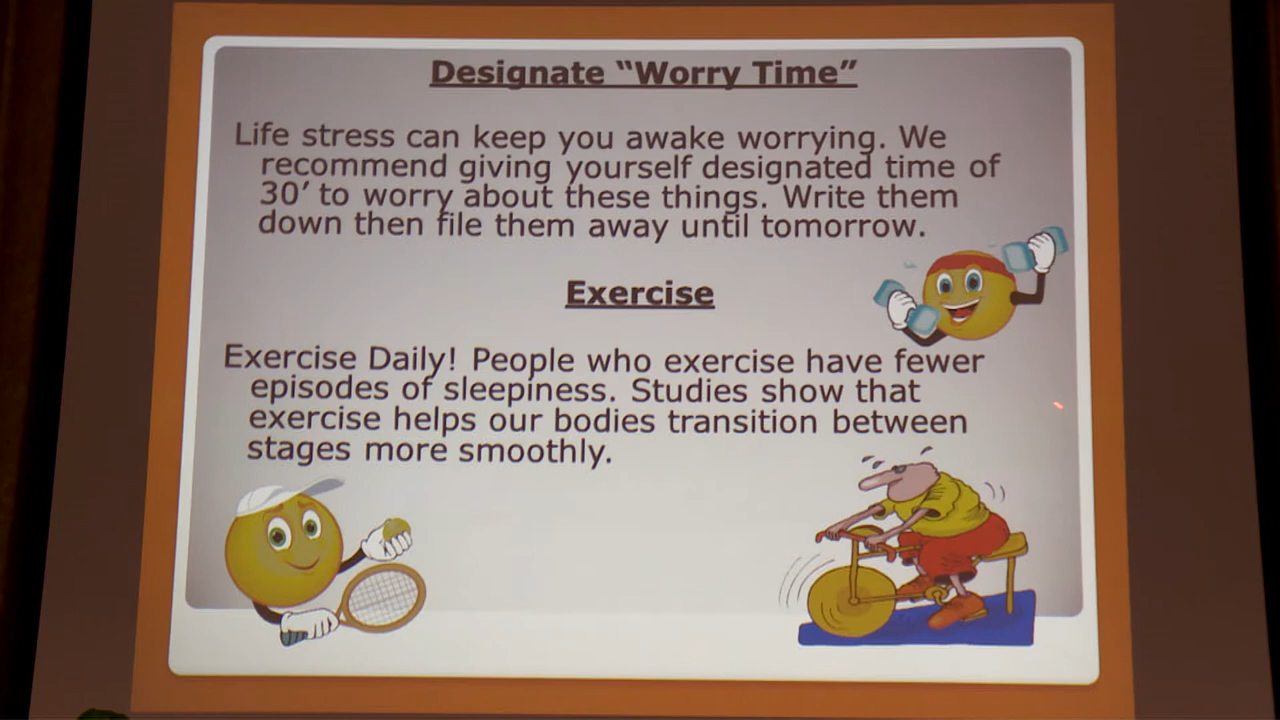 Designate “Worry Time”
Life stress can keep you awake worrying. We
recommend giving yourself designated time of
30’ to worry about these things. Write them
down then file them away until tomorrow.
Exercise
Exercise Daily! People who exercise have fewer
episodes of sleepiness. Studies show that
exercise helps our bodies transition between
stages more smoothly.